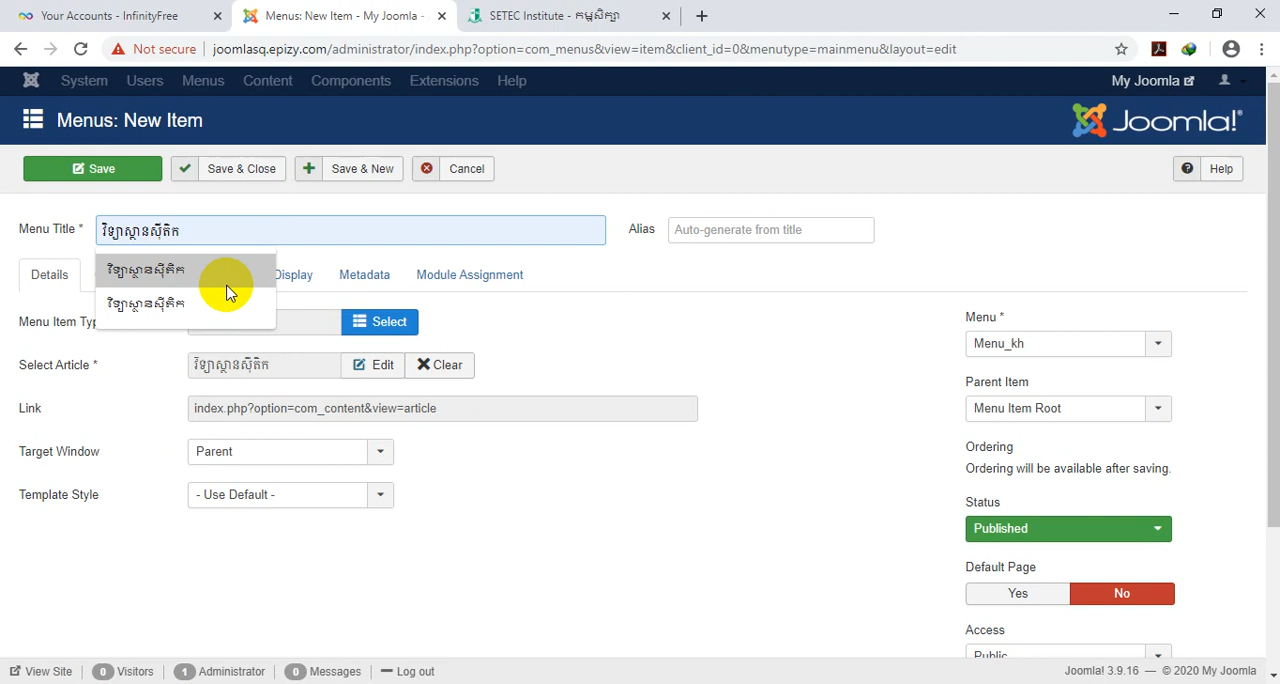 Your Accounts - InfinityFree
Menus: New Item - My Joomla -
SETEC Institute - កម្មសិក្សា
Not secure
joomlasq.epizy.com/administrator/index.php?option=com_menus&view=item&client_id=0&menutype=mainmenu&layout=edit
System Users Menus Content Components Extensions Help
My Joomla
Menus: New Item
Joomla!®
Save
Save & Close
Save & New
Cancel
Help
Menu Title *
វិទ្យាស្ថានស៊ីតិក
Alias
Auto-generate from title
វិទ្យាស្ថានស៊ីតិក
វិទ្យាស្ថានស៊ីតិក
Details
Display
Metadata
Module Assignment
Menu Item Typ
Select
Select Article *
វិទ្យាស្ថានស៊ីតិក
Edit
Clear
Link
index.php?option=com_content&view=article
Target Window
Parent
Template Style
- Use Default -
Menu *
Menu_kh
Parent Item
Menu Item Root
Ordering
Ordering will be available after saving.
Status
Published
Default Page
Yes
No
Access
Public
View Site
0 Visitors
1 Administrator
0 Messages
Log out
Joomla! 3.9.16 — © 2020 My Joomla